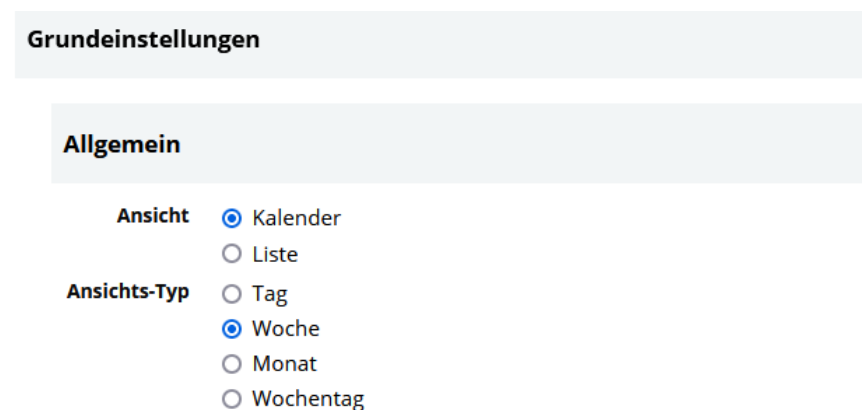 Grundeinstellungen
Allgemein
Ansicht Kalender
Liste
Ansichts-Typ Tag
Woche
Monat
Wochentag